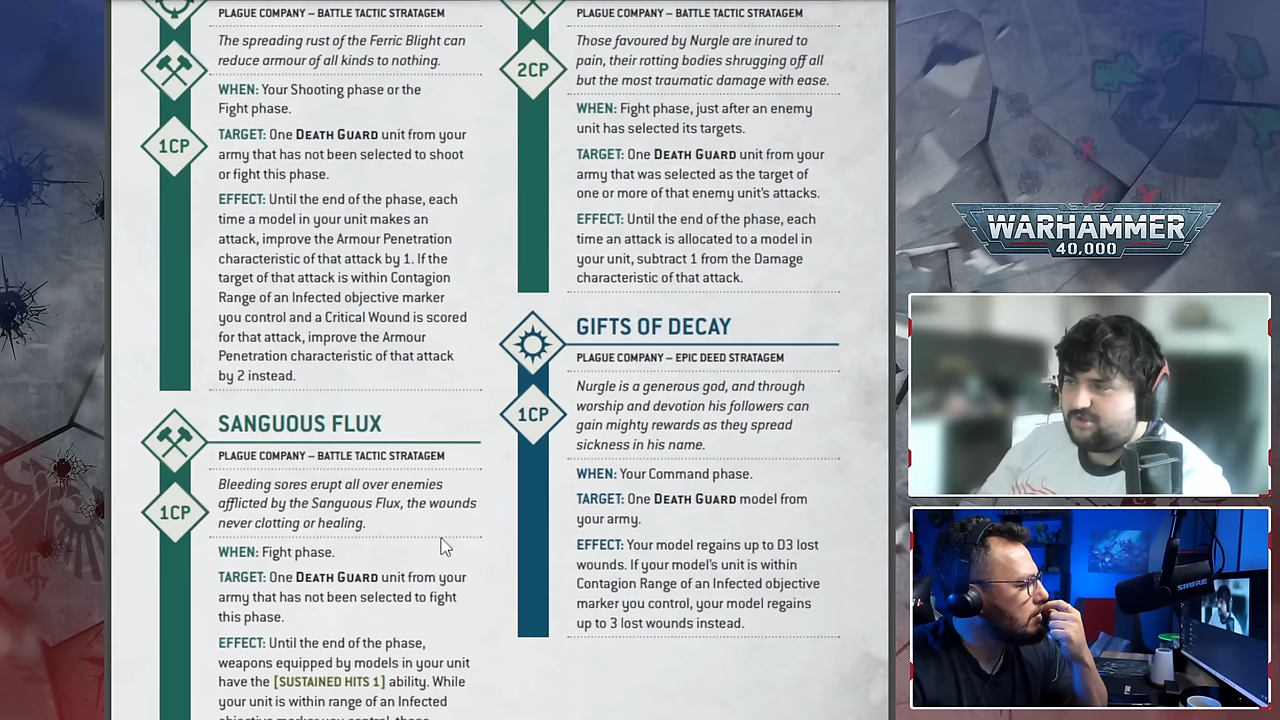 PLAGUE COMPANY – BATTLE TACTIC STRATAGEM
The spreading rust of the Ferric Blight can
reduce armour of all kinds to nothing.
WHEN: Your Shooting phase or the
Fight phase.
1CP
TARGET: One DEATH GUARD unit from your
army that has not been selected to shoot
or fight this phase.
EFFECT: Until the end of the phase, each
time a model in your unit makes an
attack, improve the Armour Penetration
characteristic of that attack by 1. If the
target of that attack is within Contagion
Range of an Infected objective marker
you control and a Critical Wound is scored
for that attack, improve the Armour
Penetration characteristic of that attack
by 2 instead.
SANGUOUS FLUX
PLAGUE COMPANY – BATTLE TACTIC STRATAGEM
Bleeding sores erupt all over enemies
afflicted by the Sanguous Flux, the wounds
never clotting or healing.
1CP
WHEN: Fight phase.
TARGET: One DEATH GUARD unit from your
army that has not been selected to fight
this phase.
EFFECT: Until the end of the phase,
weapons equipped by models in your unit
have the [SUSTAINED HITS 1] ability. While
your unit is within range of an Infected
objective marker you control, those
PLAGUE COMPANY – BATTLE TACTIC STRATAGEM
Those favoured by Nurgle are inured to
pain, their rotting bodies shrugging off all
but the most traumatic damage with ease.
2CP
WHEN: Fight phase, just after an enemy
unit has selected its targets.
TARGET: One DEATH GUARD unit from your
army that was selected as the target of
one or more of that enemy unit's attacks.
EFFECT: Until the end of the phase, each
time an attack is allocated to a model in
your unit, subtract 1 from the Damage
characteristic of that attack.
GIFTS OF DECAY
PLAGUE COMPANY – EPIC DEED STRATAGEM
Nurgle is a generous god, and through
worship and devotion his followers can
gain mighty rewards as they spread
sickness in his name.
1CP
WHEN: Your Command phase.
TARGET: One DEATH GUARD model from
your army.
EFFECT: Your model regains up to D3 lost
wounds. If your model's unit is within
Contagion Range of an Infected objective
marker you control, your model regains
up to 3 lost wounds instead.
WARHAMMER
40,000
SHURE